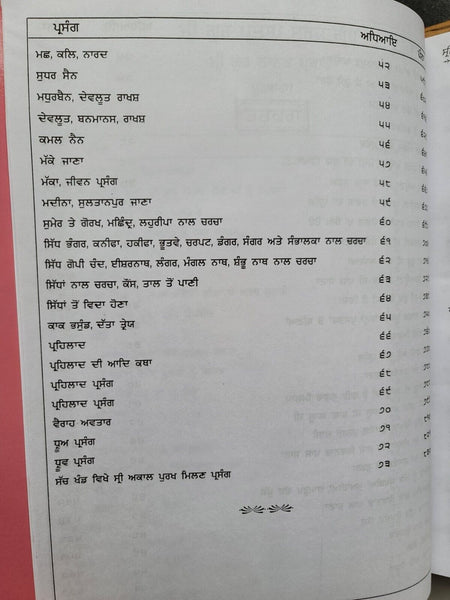 ਪ੍ਰਸੰਗ ਅਧਿਆਇ
ਮਛ, ਕਲਿ, ਨਾਰਦ ੫੨
ਸੁਧਰ ਸੈਨ ੫੩
ਮਧੁਰਬੈਨ, ਦੇਵਲੂਤ ਰਾਖਸ਼ ੫੪
ਦੇਵਲੂਤ, ਬਨਮਾਨਸ, ਰਾਖਸ਼ ੫੫
ਕਮਲ ਨੈਨ ੫੬
ਮੱਕੇ ਜਾਣਾ ੫੭
ਮੱਕਾ, ਜੀਵਨ ਪ੍ਰਸੰਗ ੫੮
ਮਦੀਨਾ, ਸੁਲਤਾਨਪੁਰ ਜਾਣਾ ੫੯
ਸੁਮੇਰ ਤੇ ਗੋਰਖ, ਮਛਿੰਦ੍ਰ, ਲਹੁਰੀਪਾ ਨਾਲ ਚਰਚਾ ੬੦
ਸਿੱਧ ਭੰਗਰ, ਕਨੀਫਾ, ਹਕੀਫਾ, ਭੂਤਵੇ, ਚਰਪਟ, ਡੰਗਰ, ਸੰਗਰ ਅਤੇ ਸੰਭਾਲਕਾ ਨਾਲ ਚਰਚਾ ੬੧
ਸਿੱਧ ਗੋਪੀ ਚੰਦ, ਈਸ਼ਰਨਾਥ, ਲੰਗਰ, ਮੰਗਲ ਨਾਥ, ਸ਼ੰਭੂ ਨਾਥ ਨਾਲ ਚਰਚਾ ੬੨
ਸਿੱਧਾਂ ਨਾਲ ਚਰਚਾ, ਕੌਸ, ਤਾਲ ਤੋਂ ਪਾਣੀ ੬੩
ਸਿੱਧਾਂ ਤੋਂ ਵਿਦਾ ਹੋਣਾ ੬੪
ਕਾਕ ਭਸੁੰਡ, ਦੱਤਾ ਤ੍ਰੇਯ ੬੫
ਪ੍ਰਹਿਲਾਦ ੬੬
ਪ੍ਰਹਿਲਾਦ ਦੀ ਆਦਿ ਕਥਾ ੬੭
ਪ੍ਰਹਿਲਾਦ ਪ੍ਰਸੰਗ ੬੮
ਪ੍ਰਹਿਲਾਦ ਪ੍ਰਸੰਗ ੬੯
ਵੈਰਾਹ ਅਵਤਾਰ ੭੦
ਧ੍ਰੂਅ ਪ੍ਰਸੰਗ ੭੧
ਧ੍ਰੂਵ ਪ੍ਰਸੰਗ ੭੨
ਸੱਚ ਖੰਡ ਵਿਖੇ ਸ੍ਰੀ ਅਕਾਲ ਪੁਰਖ ਮਿਲਣ ਪ੍ਰਸੰਗ ੭੩